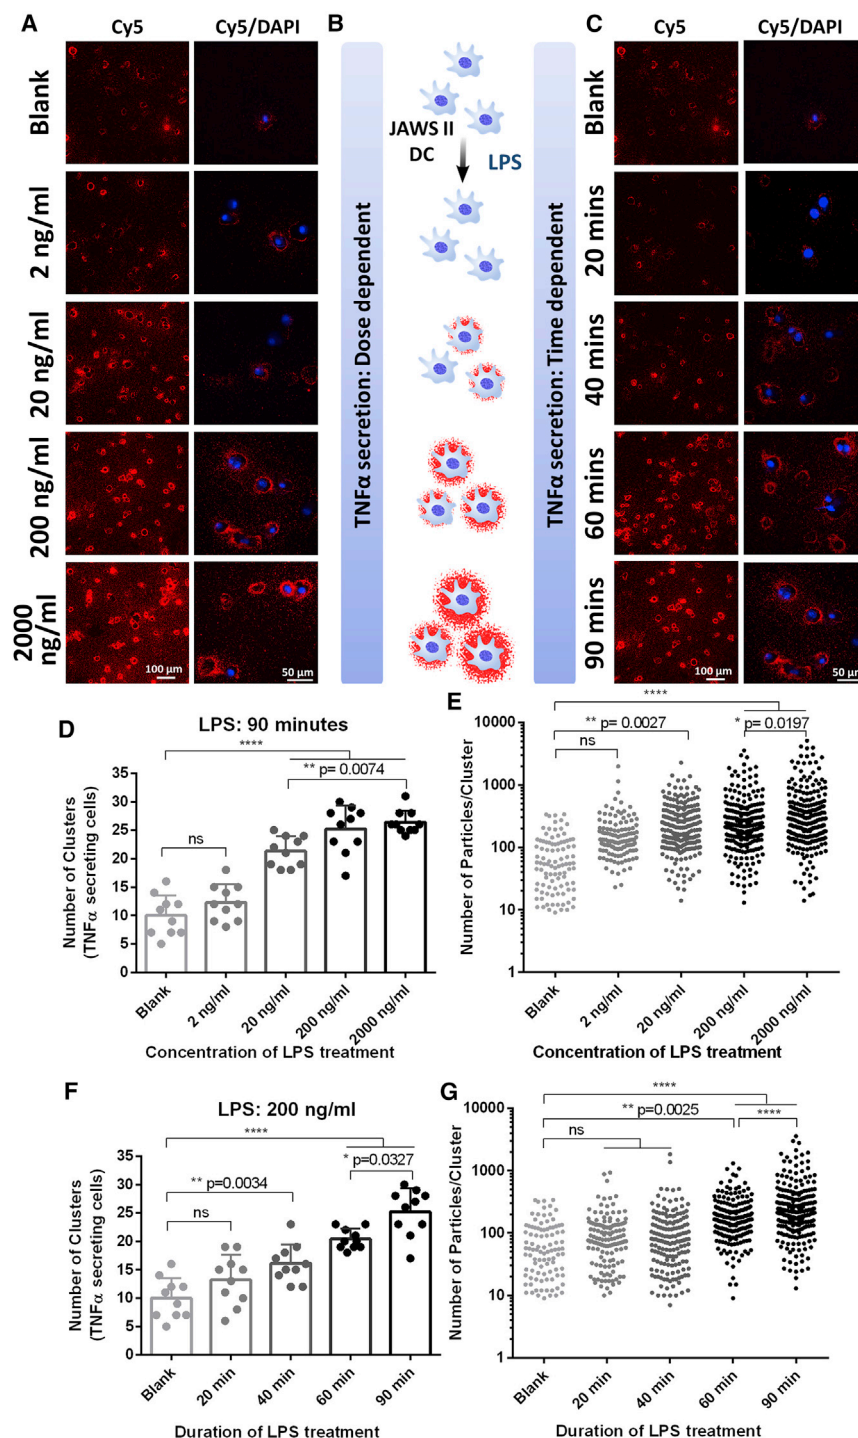 A
Cy5
Cy5/DAPI
Blank
2 ng/ml
20 ng/ml
200 ng/ml
2000
ng/ml
100 µm
50 µm
B
TNFα secretion: Dose dependent
JAWS II
DC
LPS
TNFα secretion: Time dependent
C
Cy5
Cy5/DAPI
Blank
20 mins
40 mins
60 mins
90 mins
100 µm
50 µm
D
LPS: 90 minutes
****
** p= 0.0074
ns
Number of Clusters
(TNFα secreting cells)
35
30
25
20
15
10
5
0
Blank
2 ng/ml
20 ng/ml
200 ng/ml
2000 ng/ml
Concentration of LPS treatment
E
****
** p= 0.0027
* p= 0.0197
ns
Number of Particles/Cluster
10000
1000
100
10
1
Blank
2 ng/ml
20 ng/ml
200 ng/ml
2000 ng/ml
Concentration of LPS treatment
F
LPS: 200 ng/ml
****
* p=0.0327
** p=0.0034
ns
Number of Clusters
(TNFα secreting cells)
35
30
25
20
15
10
5
0
Blank
20 min
40 min
60 min
90 min
Duration of LPS treatment
G
****
** p=0.0025
****
ns
Number of Particles/Cluster
10000
1000
100
10
1
Blank
20 min
40 min
60 min
90 min
Duration of LPS treatment